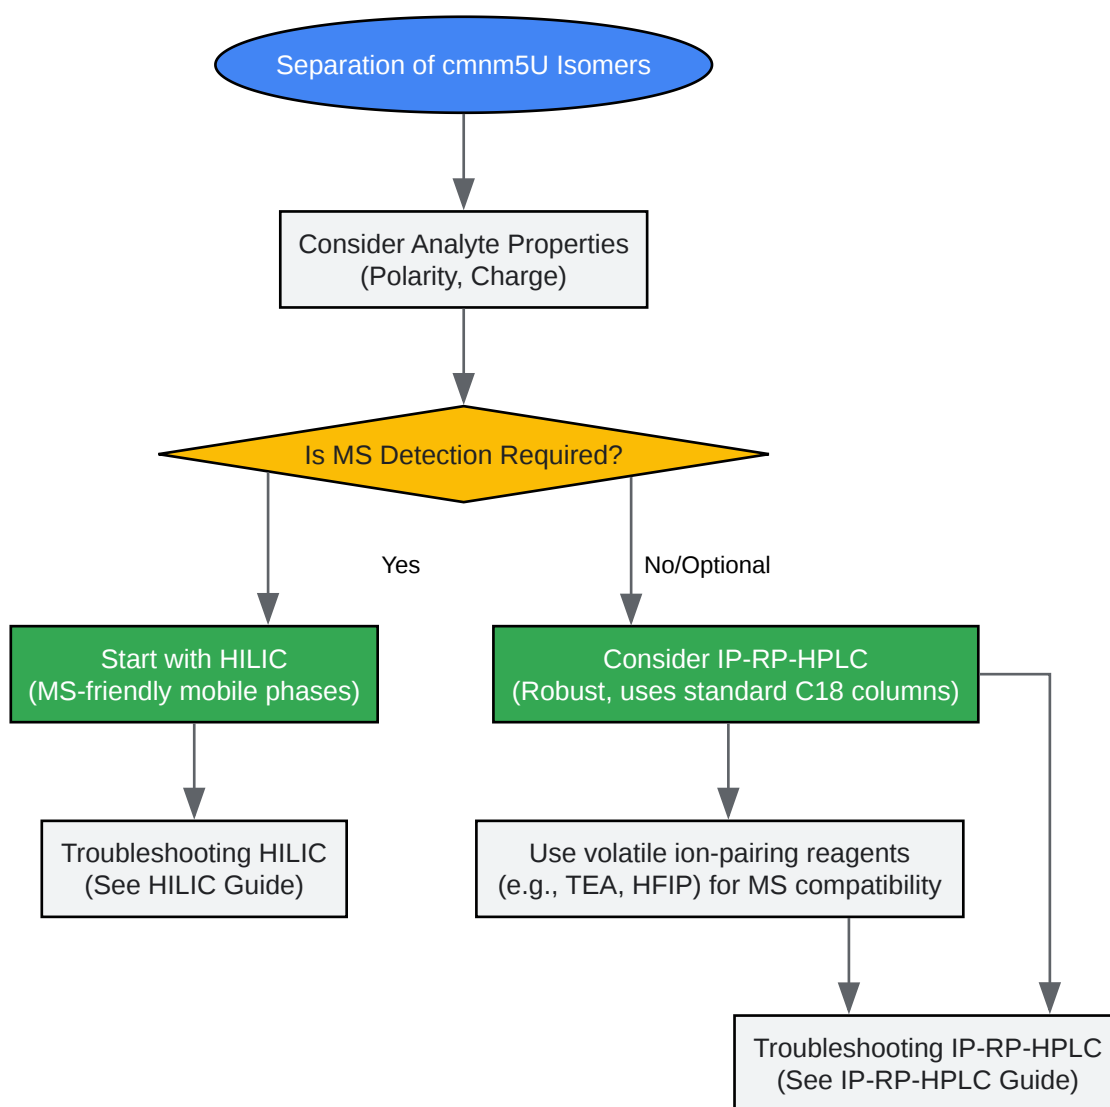 Separation of cmnm5U Isomers
Consider Analyte Properties
(Polarity, Charge)
Is MS Detection Required?
Yes
No/Optional
Start with HILIC
(MS-friendly mobile phases)
Consider IP-RP-HPLC
(Robust, uses standard C18 columns)
Troubleshooting HILIC
(See HILIC Guide)
Use volatile ion-pairing reagents
(e.g., TEA, HFIP) for MS compatibility
Troubleshooting IP-RP-HPLC
(See IP-RP-HPLC Guide)